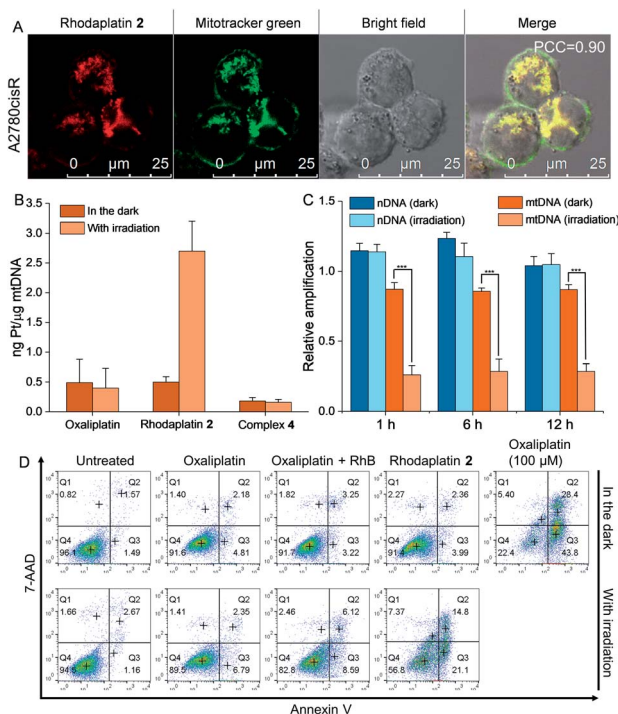 A
Rhodaplatin 2
Mitotracker green
Bright field
Merge
A2780cisR
PCC=0.90
0 µm 25
0 µm 25
0 µm 25
0 µm 25
B
ng Pt/µg mtDNA
In the dark
With irradiation
3.5
3.0
2.5
2.0
1.5
1.0
0.5
0.0
Oxaliplatin
Rhodaplatin 2
Complex 4
C
Relative amplification
nDNA (dark)
nDNA (irradiation)
mtDNA (dark)
mtDNA (irradiation)
1.5
1.0
0.5
0.0
***
***
***
1 h
6 h
12 h
D
7-AAD
Untreated
Oxaliplatin
Oxaliplatin + RhB
Rhodaplatin 2
Oxaliplatin
(100 µM)
In the dark
Q1 0.82 Q2 1.57 Q4 96.1 Q3 1.49
Q1 1.40 Q2 2.18 Q4 91.6 Q3 4.81
Q1 1.82 Q2 3.25 Q4 91.7 Q3 3.22
Q1 2.27 Q2 2.36 Q4 91.4 Q3 3.99
Q1 5.40 Q2 28.4 Q4 22.4 Q3 43.8
With irradiation
Q1 1.66 Q2 2.67 Q4 94.5 Q3 1.16
Q1 1.41 Q2 2.35 Q4 89.5 Q3 6.79
Q1 2.46 Q2 6.12 Q4 82.8 Q3 8.59
Q1 7.37 Q2 14.8 Q4 56.8 Q3 21.1
Annexin V